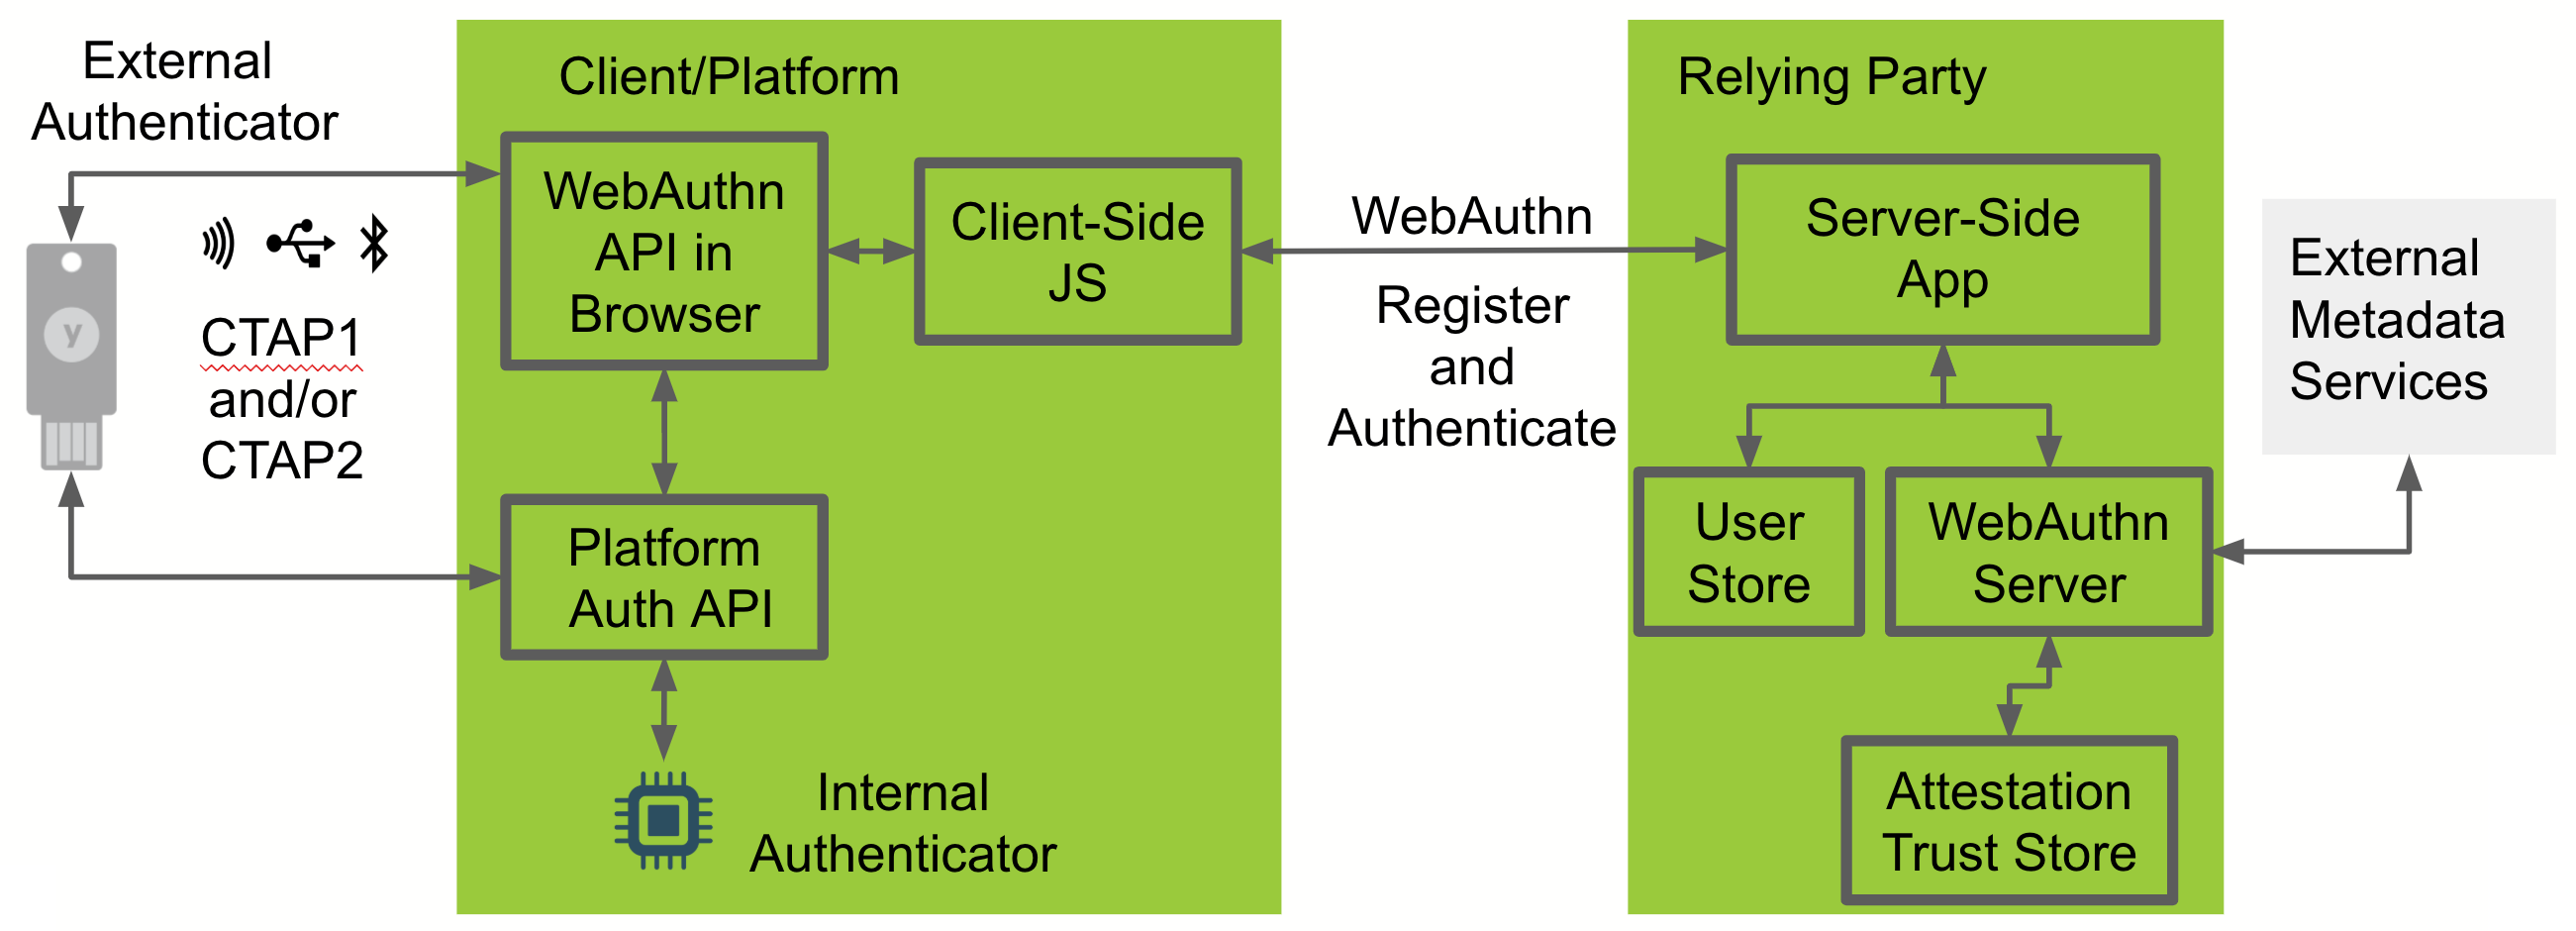 External
Authenticator
y
CTAP1
and/or
CTAP2
Client/Platform
WebAuthn
API in
Browser
Client-Side
JS
Platform
Auth API
Internal
Authenticator
WebAuthn
Register
and
Authenticate
Relying Party
Server-Side
App
User
Store
WebAuthn
Server
Attestation
Trust Store
External
Metadata
Services